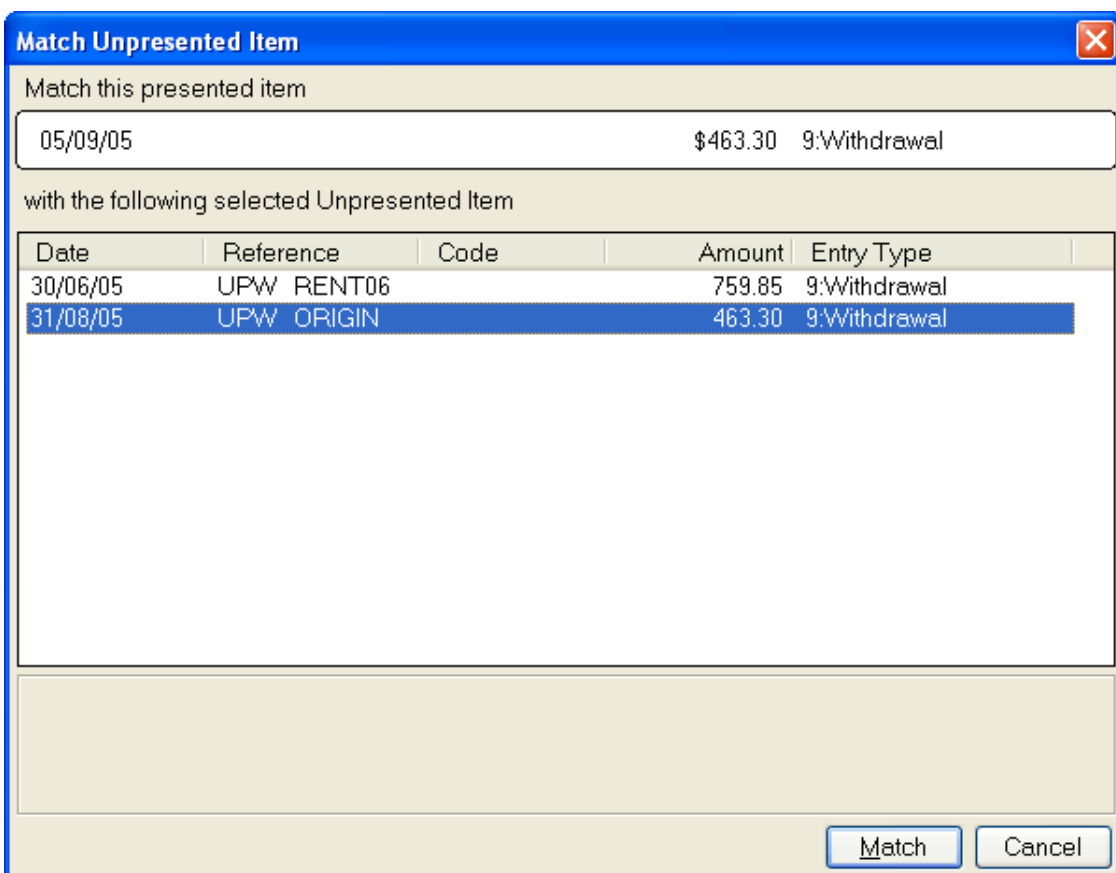 Match Unpresented Item
Match this presented item
05/09/05 $463.30 9:Withdrawal
with the following selected Unpresented Item
Date Reference Code Amount Entry Type
30/06/05 UPW RENT06 759.85 9:Withdrawal
31/08/05 UPW ORIGIN 463.30 9:Withdrawal
Match Cancel